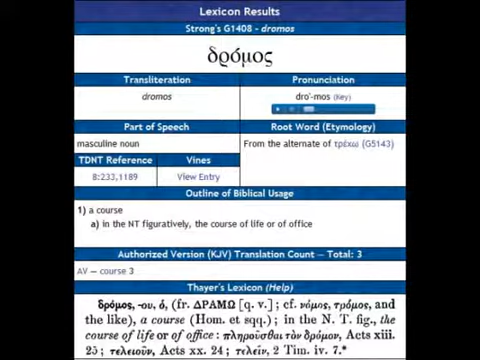 Lexicon Results
Strong's G1408 - dromos
δρόμος
Transliteration
Pronunciation
dromos
dro'-mos (Key)
Part of Speech
Root Word (Etymology)
masculine noun
From the alternate of τρέχω (G5143)
TDNT Reference
Vines
8:233,1189
View Entry
Outline of Biblical Usage
1) a course
a) in the NT figuratively, the course of life or of office
Authorized Version (KJV) Translation Count — Total: 3
AV — course 3
Thayer's Lexicon (Help)
δρόμος, -ου, ὁ, (fr. ΔΡΑΜΩ [q. v.]; cf. νόμος, τρόμος, and
the like), a course (Hom. et sqq.); in the N. T. fig., the
course of life or of office: πληροῦσθαι τὸν δρόμον, Acts xiii.
25; τελειοῦν, Acts xx. 24; τελεῖν, 2 Tim. iv. 7.*